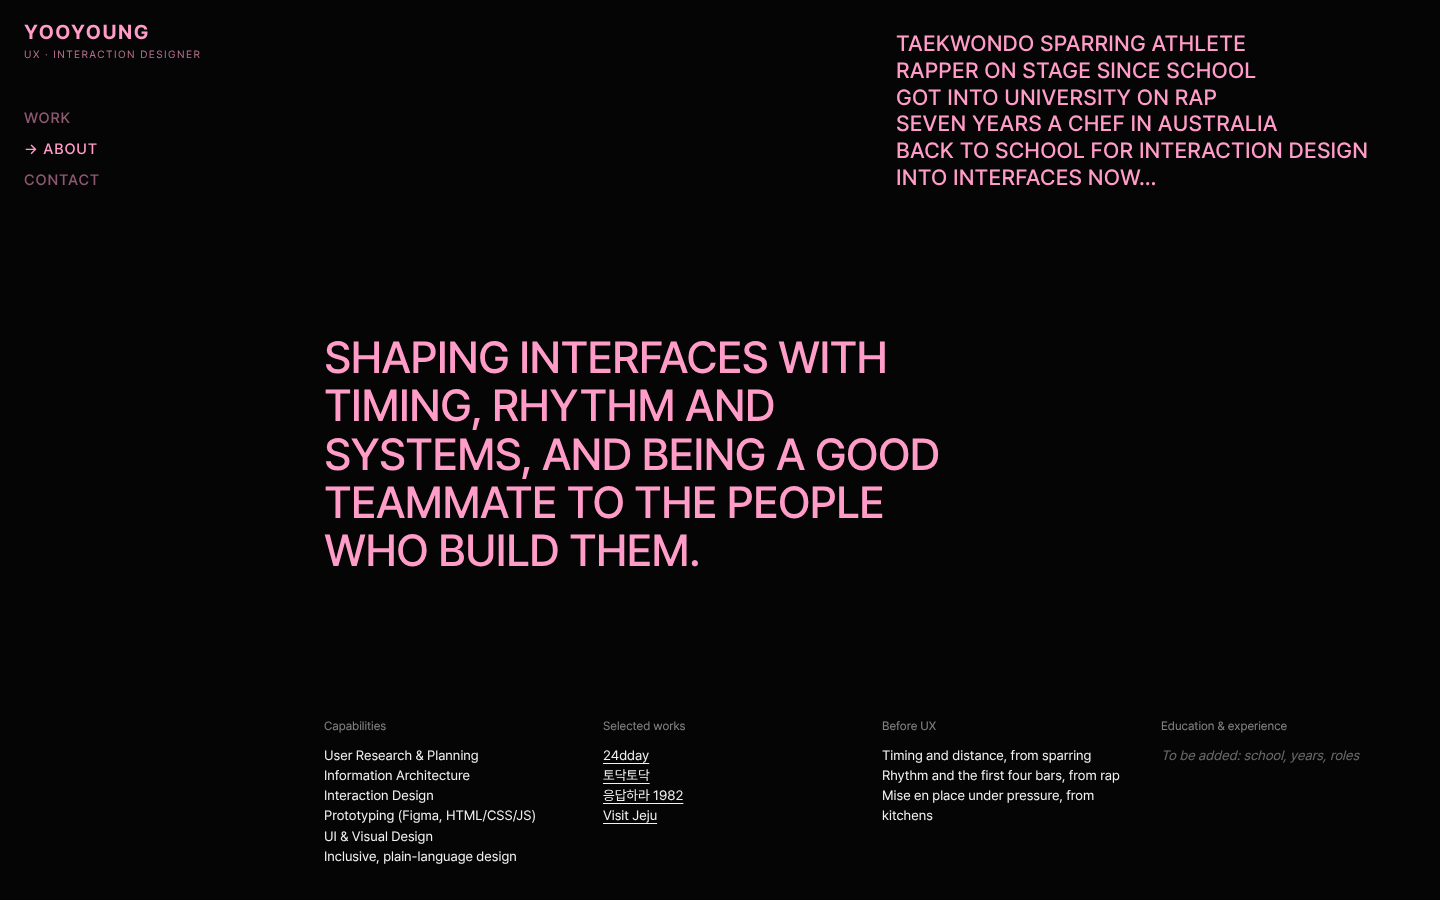 YOOYOUNG
UX · INTERACTION DESIGNER
WORK
→ ABOUT
CONTACT
TAEKWONDO SPARRING ATHLETE
RAPPER ON STAGE SINCE SCHOOL
GOT INTO UNIVERSITY ON RAP
SEVEN YEARS A CHEF IN AUSTRALIA
BACK TO SCHOOL FOR INTERACTION DESIGN
INTO INTERFACES NOW...
SHAPING INTERFACES WITH
TIMING, RHYTHM AND
SYSTEMS, AND BEING A GOOD
TEAMMATE TO THE PEOPLE
WHO BUILD THEM.
Capabilities
User Research & Planning
Information Architecture
Interaction Design
Prototyping (Figma, HTML/CSS/JS)
UI & Visual Design
Inclusive, plain-language design
Selected works
24dday
토닥토닥
응답하라 1982
Visit Jeju
Before UX
Timing and distance, from sparring
Rhythm and the first four bars, from rap
Mise en place under pressure, from
kitchens
Education & experience
To be added: school, years, roles